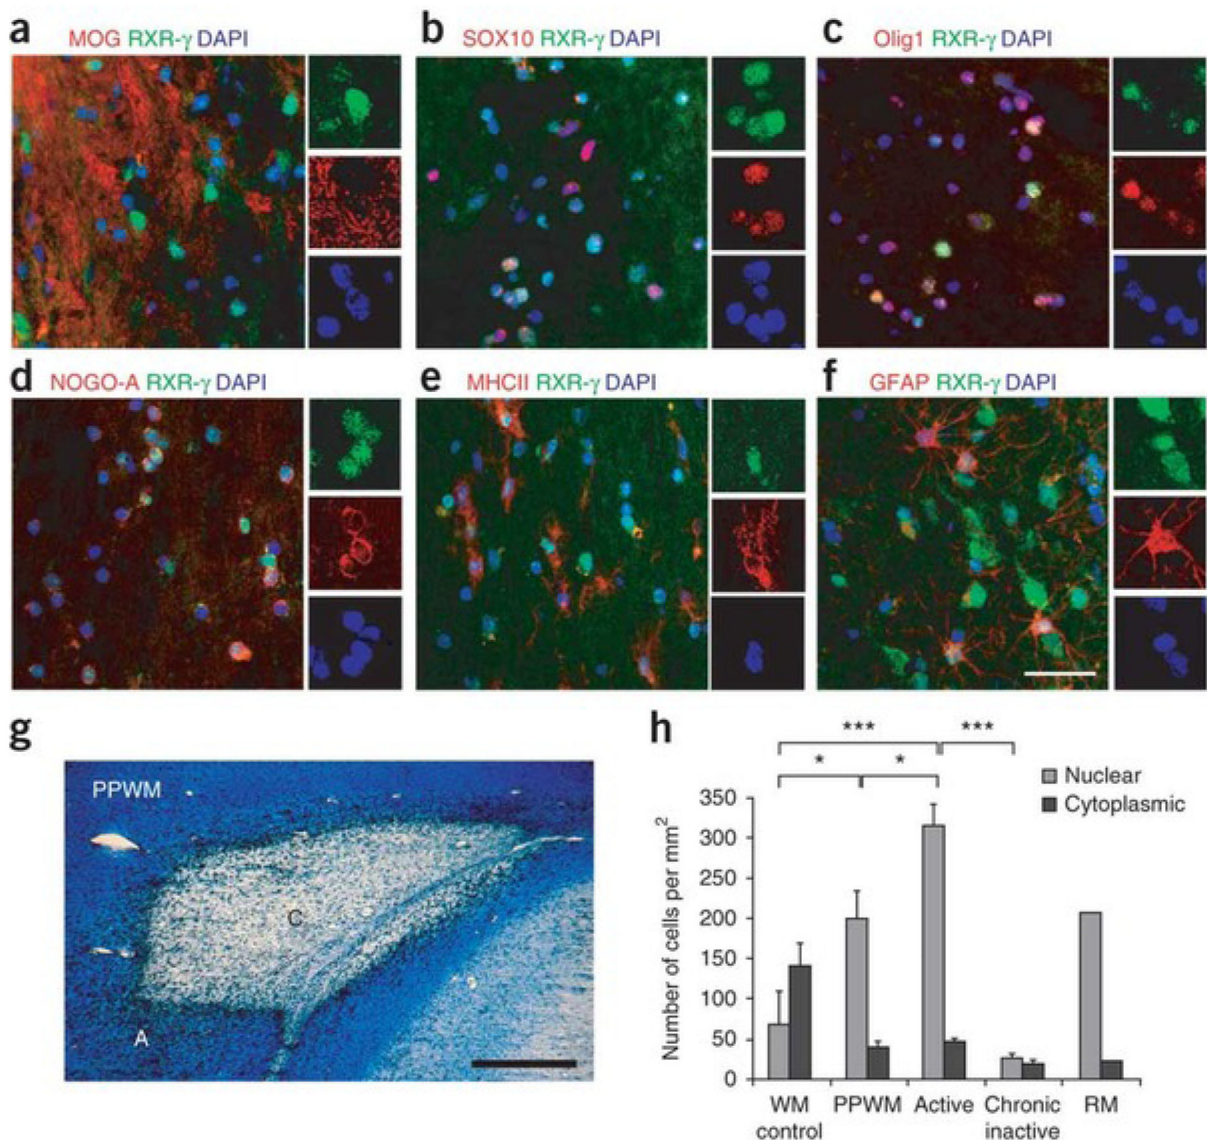 a MOG RXR-γ DAPI
b SOX10 RXR-γ DAPI
c Olig1 RXR-γ DAPI
d NOGO-A RXR-γ DAPI
e MHCII RXR-γ DAPI
f GFAP RXR-γ DAPI
g
PPWM
C
A
h
*** ***
* *
Nuclear
Cytoplasmic
Number of cells per mm²
350
300
250
200
150
100
50
0
WM control
PPWM
Active
Chronic inactive
RM